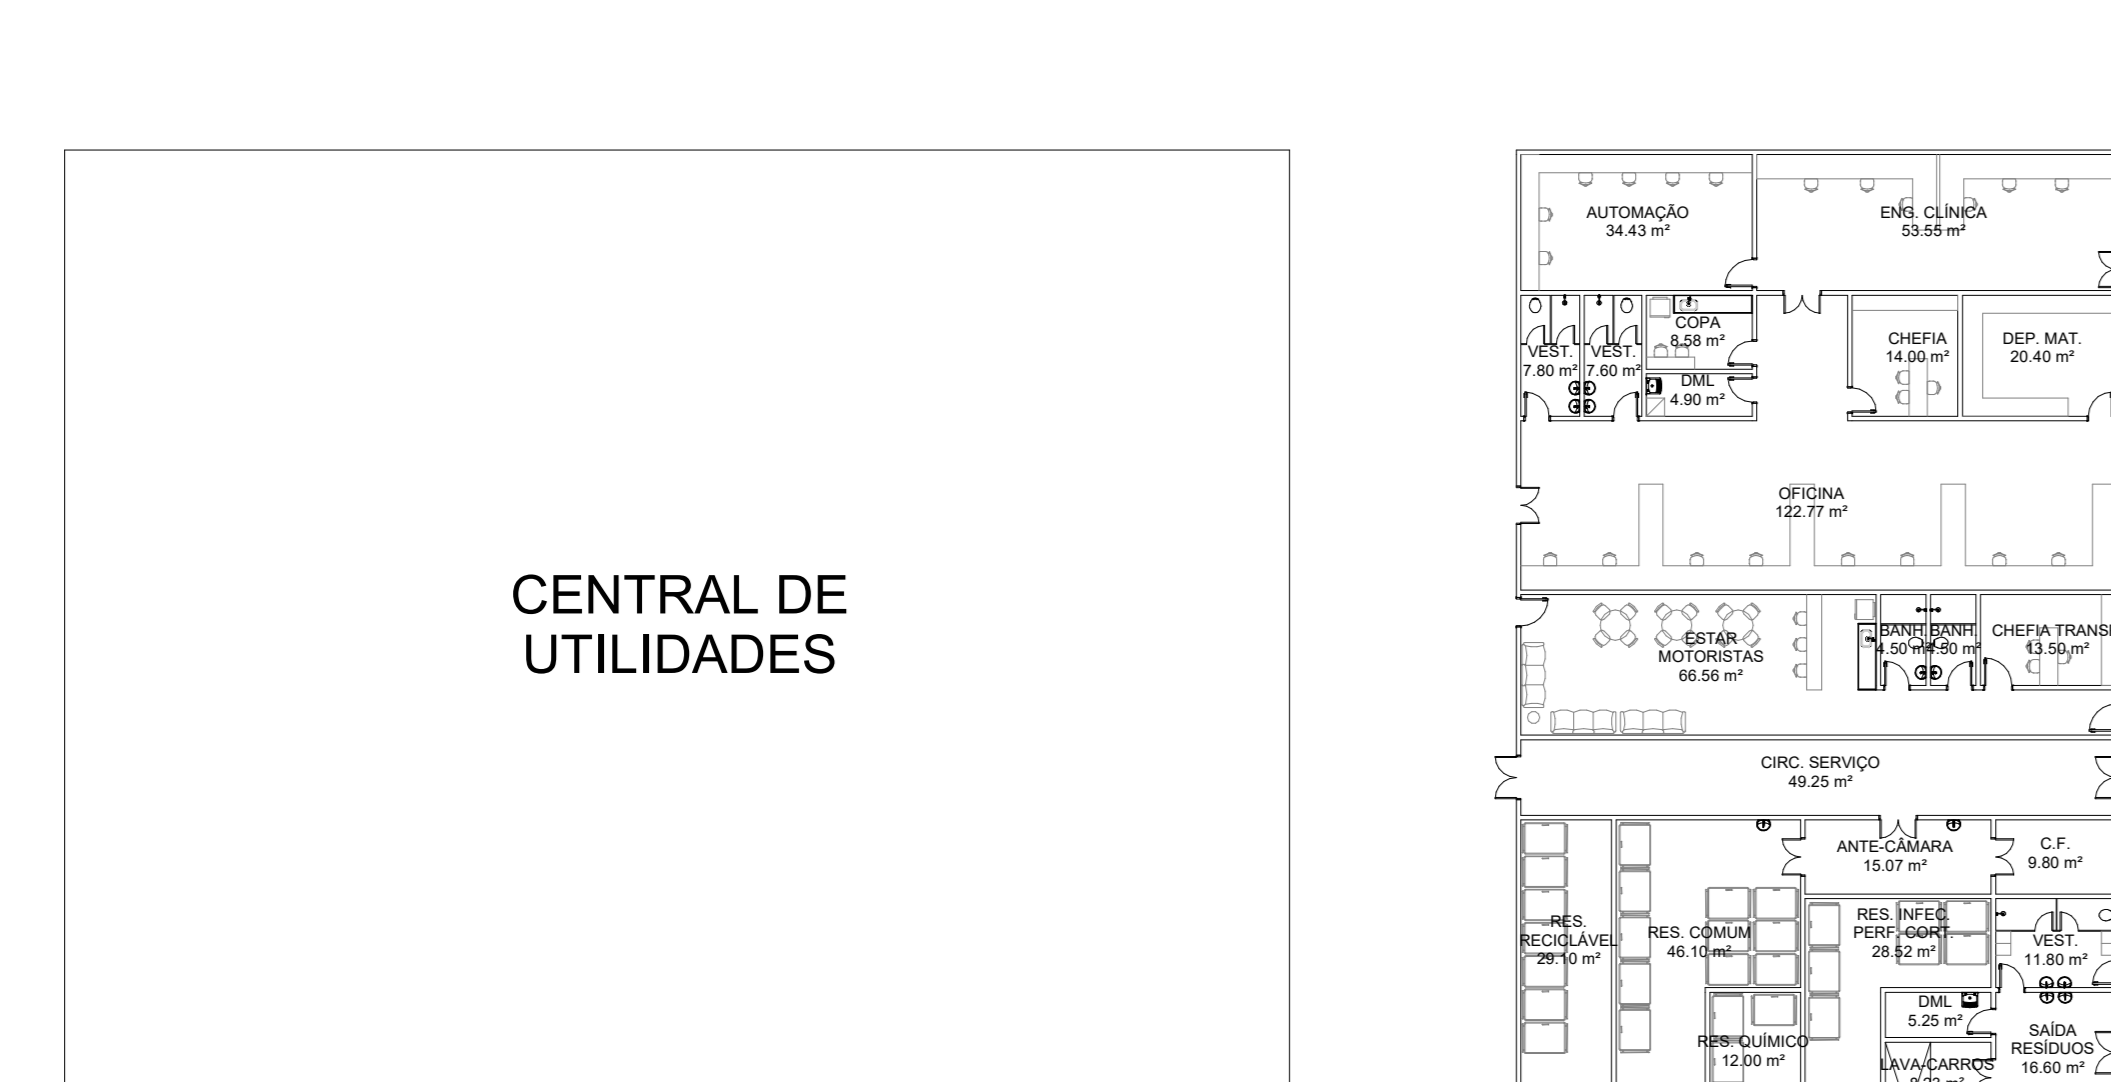 CENTRAL DE
UTILIDADES
AUTOMAÇÃO
34.43 m²
ENG. CLÍNICA
53.55 m²
VEST.
7.80 m²
VEST.
7.60 m²
COPA
8.58 m²
DML
4.90 m²
CHEFIA
14.00 m²
DEP. MAT.
20.40 m²
OFICINA
122.77 m²
ESTAR
MOTORISTAS
66.56 m²
BANH.
4.50 m²
BANH.
4.50 m²
CHEFIA TRANS
13.50 m²
CIRC. SERVIÇO
49.25 m²
ANTE-CÂMARA
15.07 m²
C.F.
9.80 m²
RES.
RECICLÁVEL
29.10 m²
RES. COMUM
46.10 m²
RES. INFEC.
PERF. CORT.
28.52 m²
VEST.
11.80 m²
DML
5.25 m²
SAÍDA
RESÍDUOS
16.60 m²
RES. QUÍMICO
12.00 m²
LAVA-CARROS